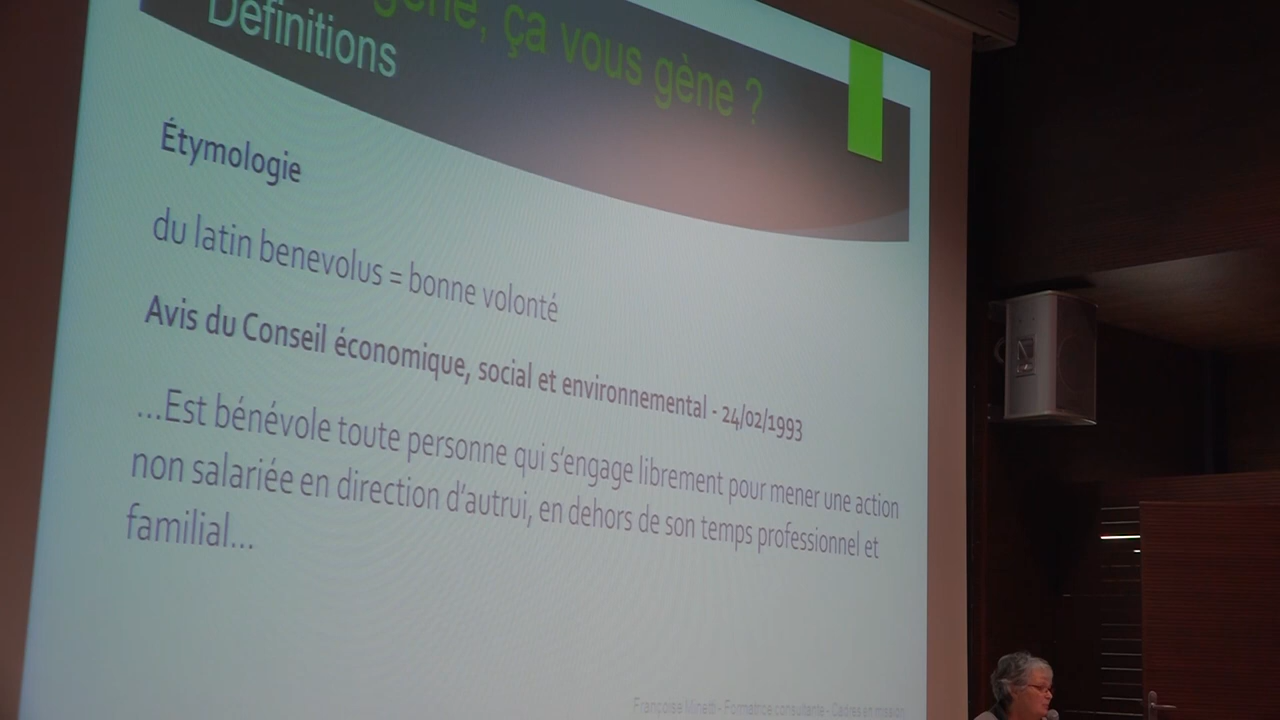 gène, ça vous gène ?
Définitions
Étymologie
du latin benevolus = bonne volonté
Avis du Conseil économique, social et environnemental - 24/02/1993
...Est bénévole toute personne qui s'engage librement pour mener une action
non salariée en direction d'autrui, en dehors de son temps professionnel et
familial...
Françoise Minetti - Formatrice consultante - Cadres en mission